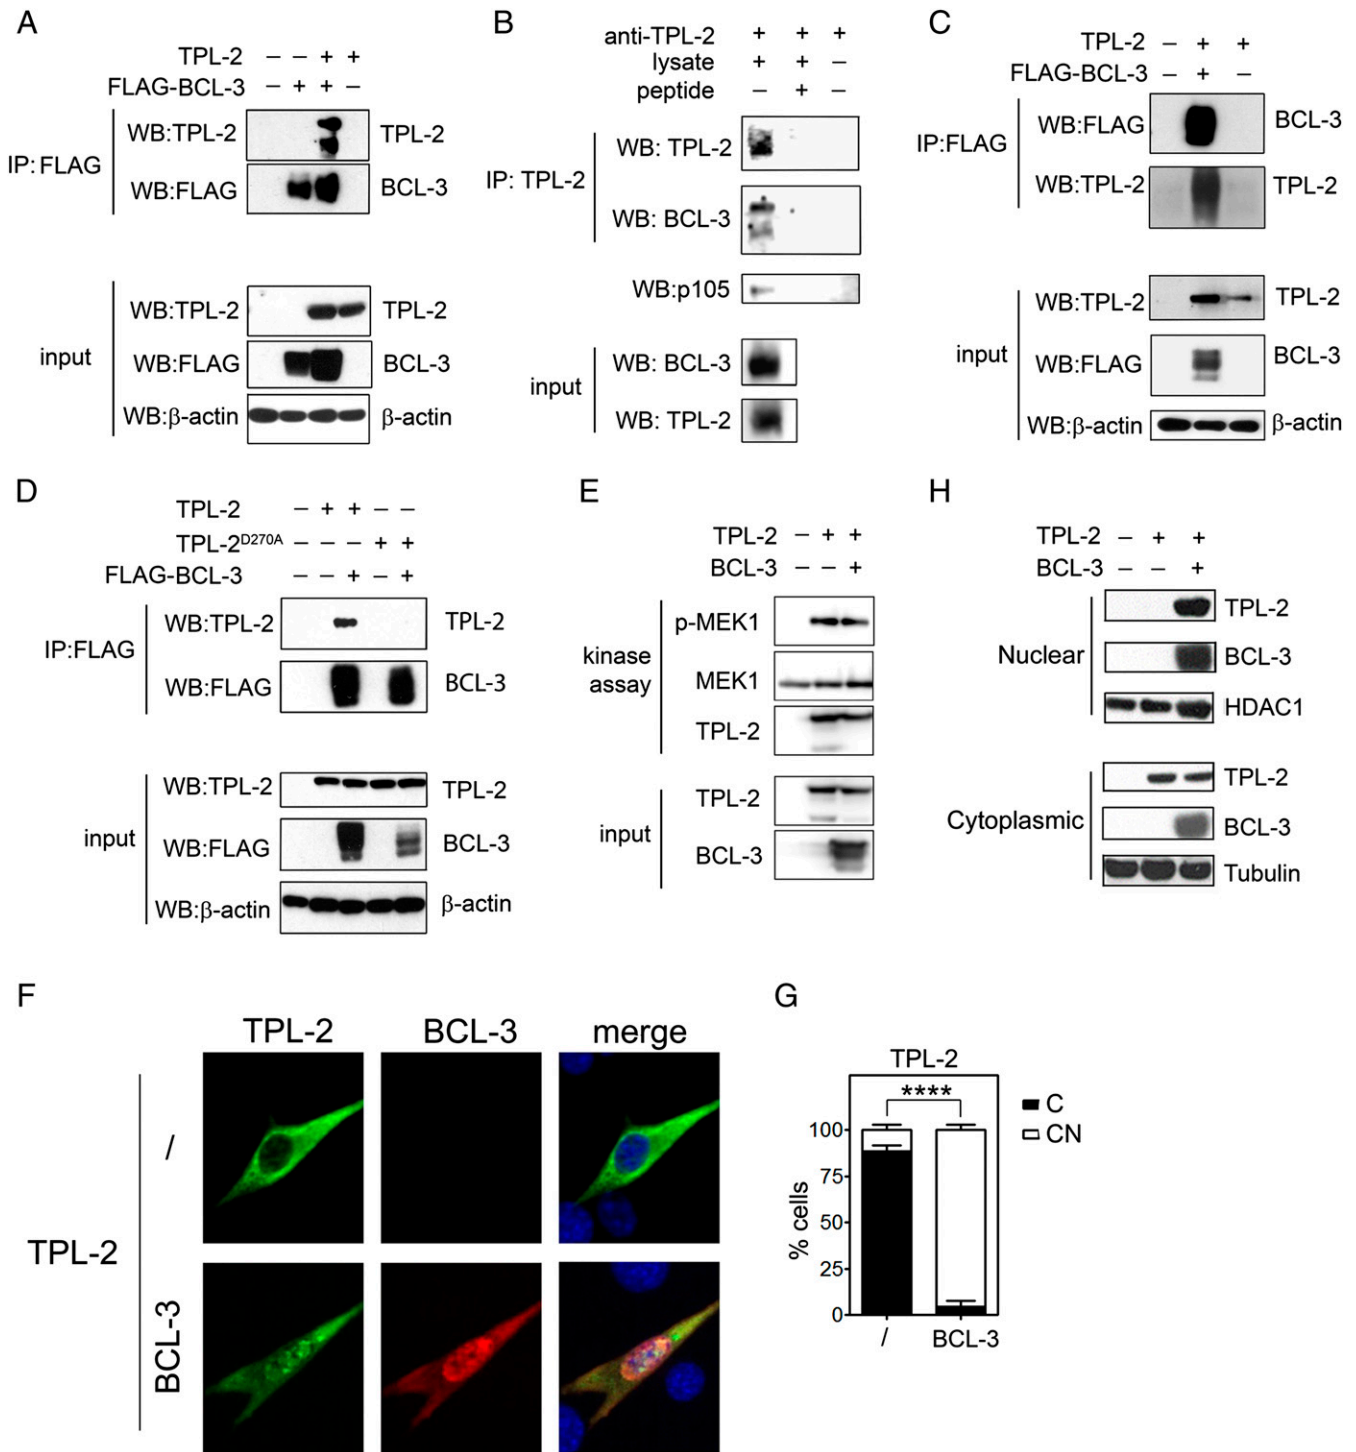 A
TPL-2 – – + +
FLAG-BCL-3 – + + –
IP: FLAG
WB:TPL-2 TPL-2
WB:FLAG BCL-3
input
WB:TPL-2 TPL-2
WB:FLAG BCL-3
WB:β-actin β-actin
B
anti-TPL-2 + + +
lysate + + –
peptide – + –
IP: TPL-2
WB: TPL-2
WB: BCL-3
WB:p105
input
WB: BCL-3
WB: TPL-2
C
TPL-2 – + +
FLAG-BCL-3 – + –
IP:FLAG
WB:FLAG BCL-3
WB:TPL-2 TPL-2
input
WB:TPL-2 TPL-2
WB:FLAG BCL-3
WB:β-actin β-actin
D
TPL-2 – + + – –
TPL-2D270A – – – + +
FLAG-BCL-3 – – + – +
IP:FLAG
WB:TPL-2 TPL-2
WB:FLAG BCL-3
input
WB:TPL-2 TPL-2
WB:FLAG BCL-3
WB:β-actin β-actin
E
TPL-2 – + +
BCL-3 – – +
kinase
assay
p-MEK1
MEK1
TPL-2
input
TPL-2
BCL-3
H
TPL-2 – + +
BCL-3 – – +
Nuclear
TPL-2
BCL-3
HDAC1
Cytoplasmic
TPL-2
BCL-3
Tubulin
F
TPL-2 BCL-3 merge
TPL-2
/
BCL-3
G
TPL-2
****
C
CN
% cells
100
75
50
25
0
/ BCL-3